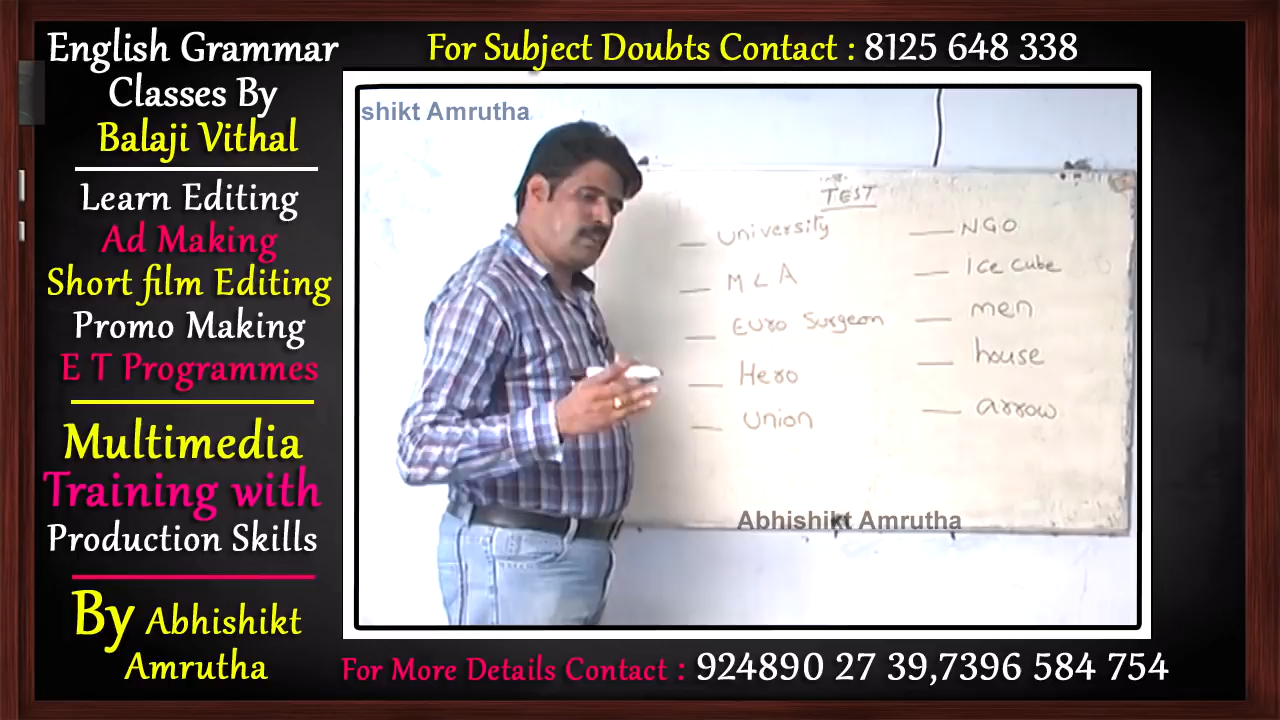 English Grammar
Classes By
Balaji Vithal
Learn Editing
Ad Making
Short film Editing
Promo Making
E T Programmes
Multimedia
Training with
Production Skills
By Abhishikt
Amrutha
For Subject Doubts Contact : 8125 648 338
shikt Amrutha
TEST
__ University
__ MLA
__ Euro Surgeon
__ Hero
__ Union
__ NGO
__ ice cube
__ men
__ house
__ arrow
Abhishikt Amrutha
For More Details Contact : 924890 27 39,7396 584 754